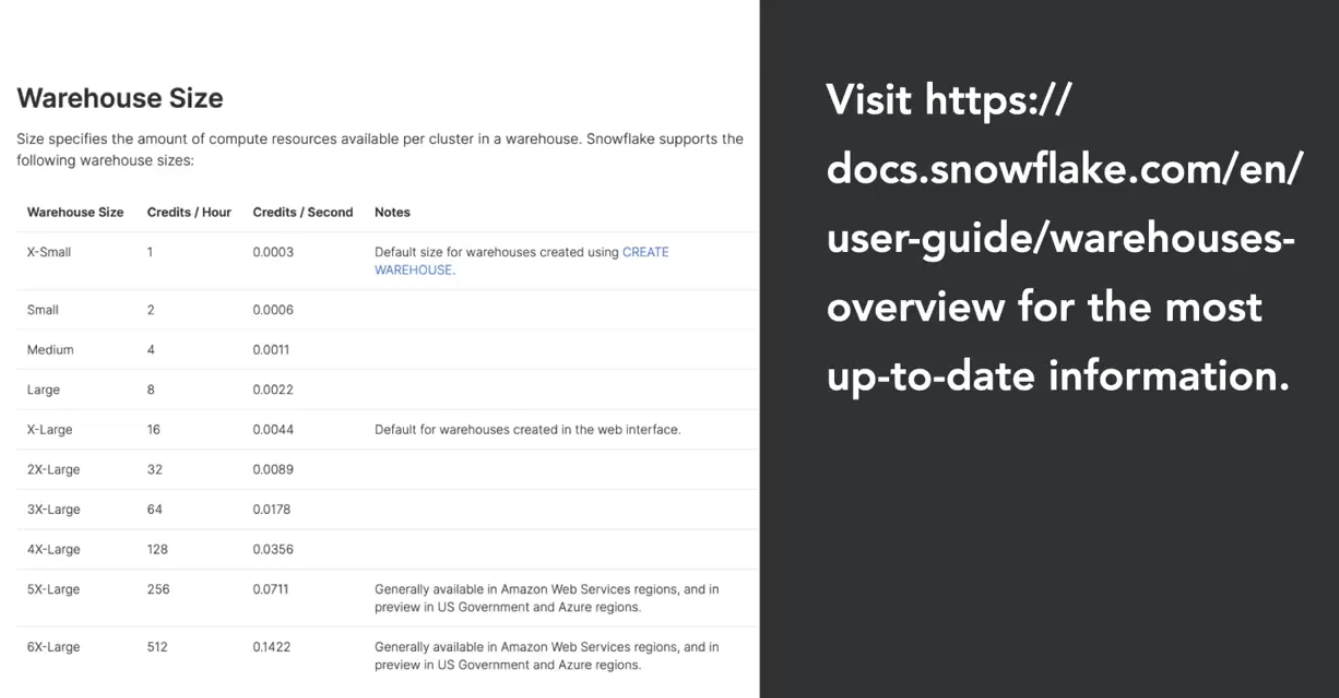 Warehouse Size
Size specifies the amount of compute resources available per cluster in a warehouse. Snowflake supports the
following warehouse sizes:
Warehouse Size Credits / Hour Credits / Second Notes
X-Small 1 0.0003 Default size for warehouses created using CREATE
WAREHOUSE.
Small 2 0.0006
Medium 4 0.0011
Large 8 0.0022
X-Large 16 0.0044 Default for warehouses created in the web interface.
2X-Large 32 0.0089
3X-Large 64 0.0178
4X-Large 128 0.0356
5X-Large 256 0.0711 Generally available in Amazon Web Services regions, and in
preview in US Government and Azure regions.
6X-Large 512 0.1422 Generally available in Amazon Web Services regions, and in
preview in US Government and Azure regions.
Visit https://
docs.snowflake.com/en/
user-guide/warehouses-
overview for the most
up-to-date information.